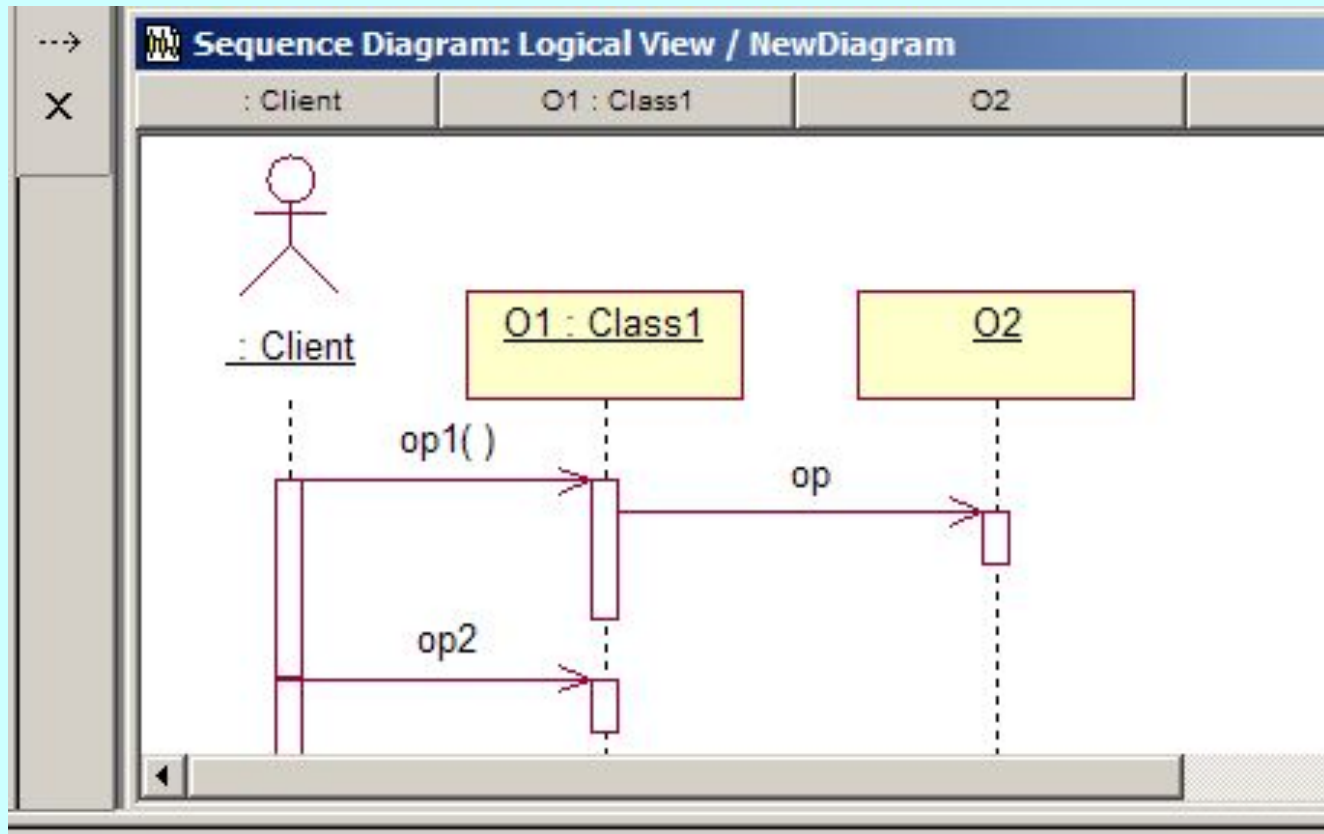 Sequence Diagram: Logical View / NewDiagram
: Client O1 : Class1 O2
: Client
O1 : Class1
O2
op1( )
op
op2